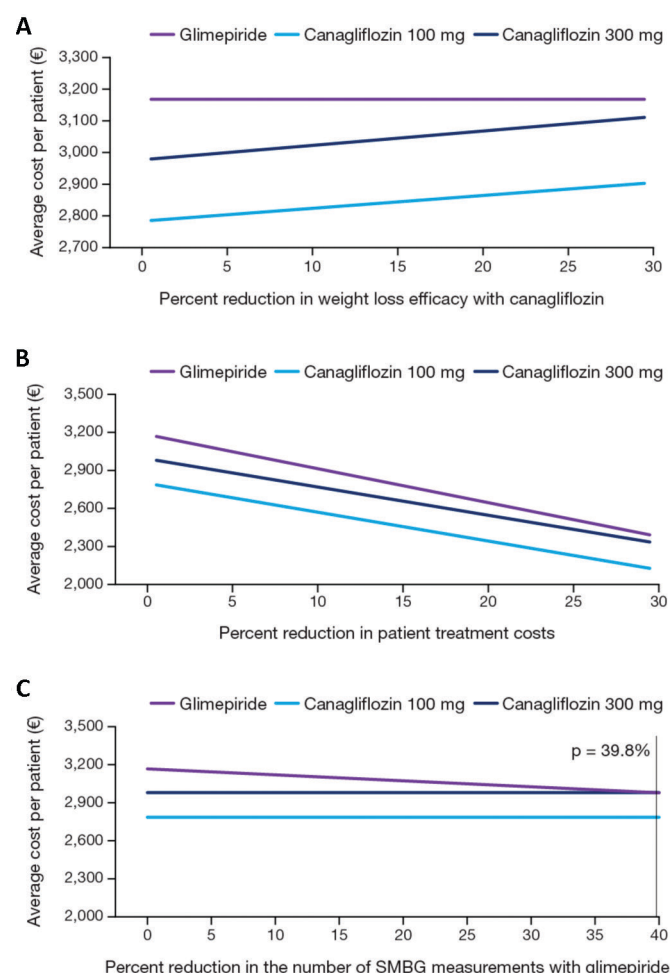 A
Glimepiride Canagliflozin 100 mg Canagliflozin 300 mg
Average cost per patient (€)
3,300
3,200
3,100
3,000
2,900
2,800
2,700
0 5 10 15 20 25 30
Percent reduction in weight loss efficacy with canagliflozin
B
Glimepiride Canagliflozin 100 mg Canagliflozin 300 mg
Average cost per patient (€)
3,500
3,200
2,900
2,600
2,300
2,000
0 5 10 15 20 25 30
Percent reduction in patient treatment costs
C
Glimepiride Canagliflozin 100 mg Canagliflozin 300 mg
Average cost per patient (€)
3,500
3,200
2,900
2,600
2,300
2,000
p = 39.8%
0 5 10 15 20 25 30 35 40
Percent reduction in the number of SMBG measurements with glimepiride